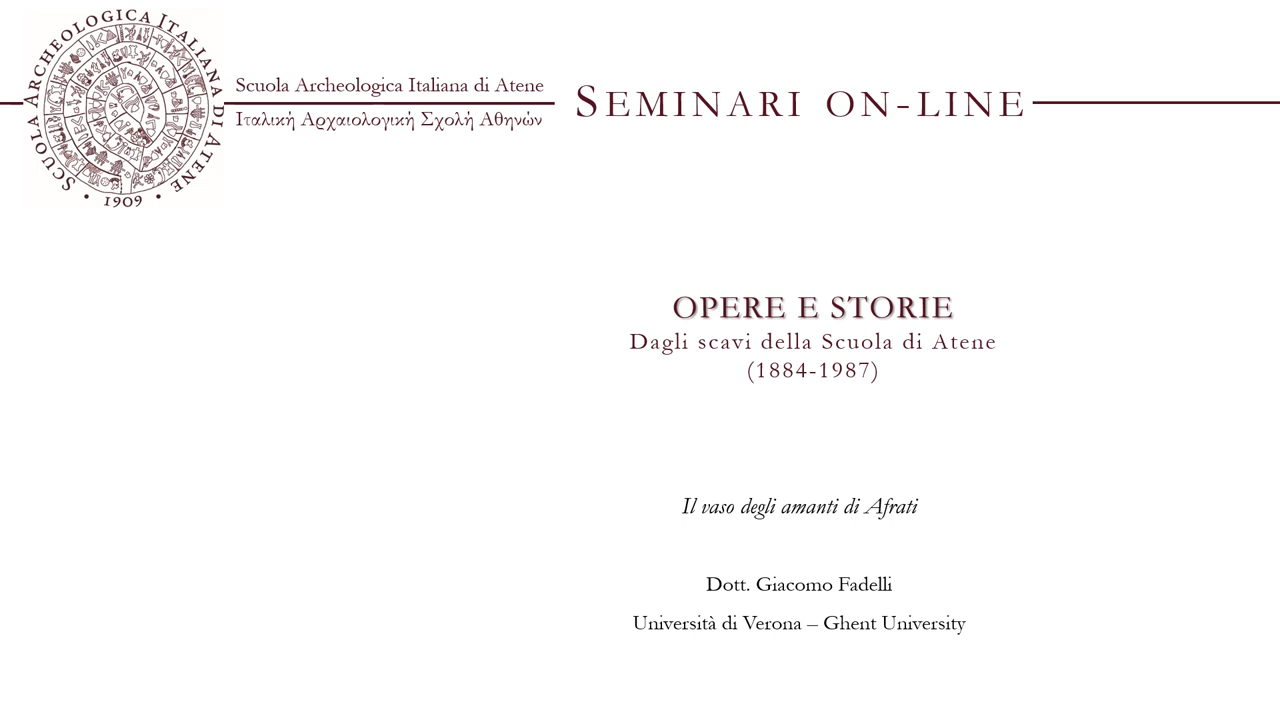 SCUOLA ARCHEOLOGICA ITALIANA DI ATENE
• 1909 •
Scuola Archeologica Italiana di Atene
Ιταλική Αρχαιολογική Σχολή Αθηνών
SEMINARI ON-LINE
OPERE E STORIE
Dagli scavi della Scuola di Atene
(1884-1987)
Il vaso degli amanti di Afrati
Dott. Giacomo Fadelli
Università di Verona – Ghent University